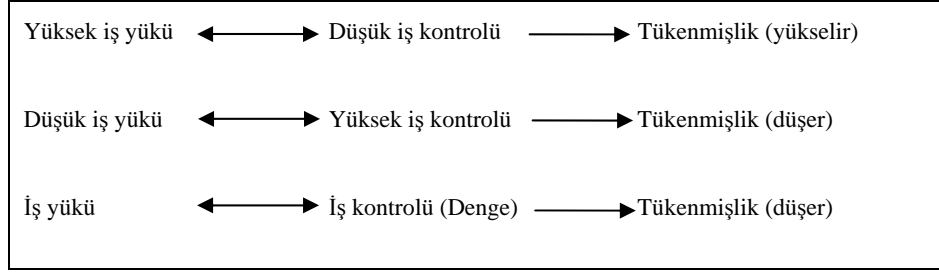 Yüksek iş yükü Düşük iş kontrolü Tükenmişlik (yükselir)
Düşük iş yükü Yüksek iş kontrolü Tükenmişlik (düşer)
İş yükü İş kontrolü (Denge) Tükenmişlik (düşer)